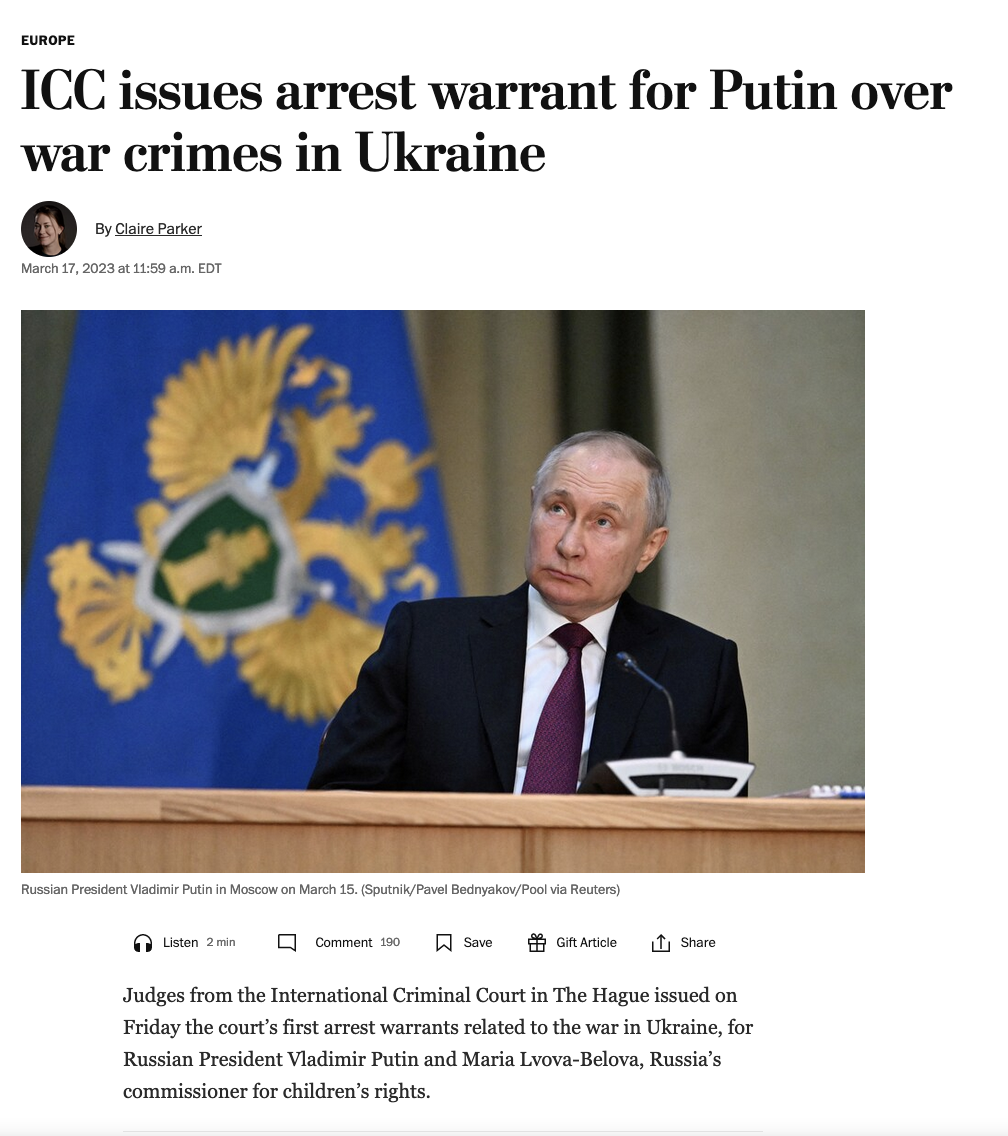 EUROPE
ICC issues arrest warrant for Putin over
war crimes in Ukraine
By Claire Parker
March 17, 2023 at 11:59 a.m. EDT
Russian President Vladimir Putin in Moscow on March 15. (Sputnik/Pavel Bednyakov/Pool via Reuters)
Listen 2 min Comment 190 Save Gift Article Share
Judges from the International Criminal Court in The Hague issued on
Friday the court’s first arrest warrants related to the war in Ukraine, for
Russian President Vladimir Putin and Maria Lvova-Belova, Russia’s
commissioner for children’s rights.